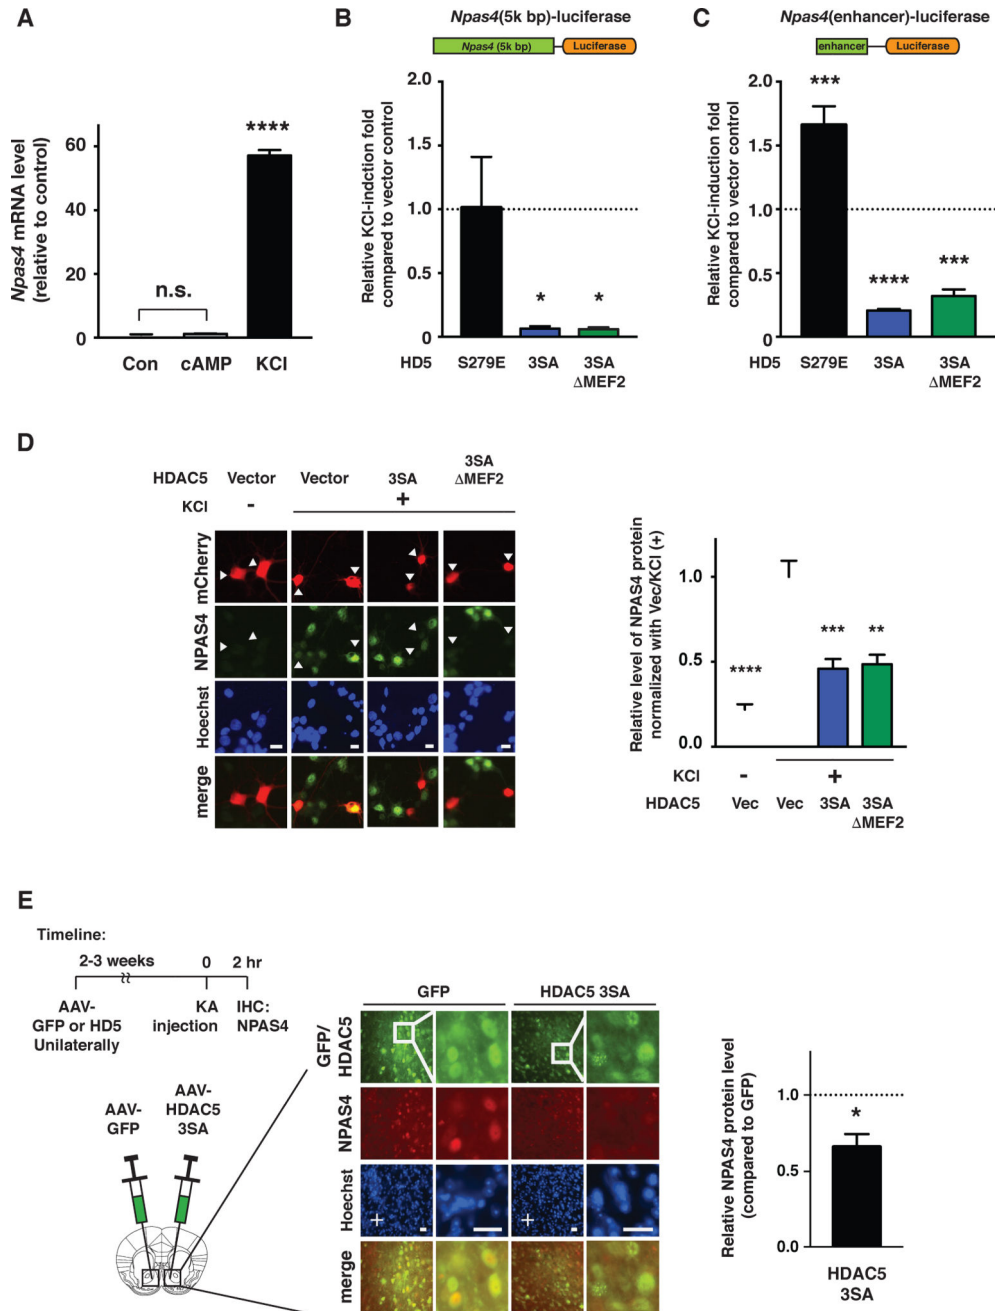 A
Npas4 mRNA level
(relative to control)
60
40
20
0
****
n.s.
Con
cAMP
KCl
B
Npas4(5k bp)-luciferase
Npas4 (5k bp)
Luciferase
Relative KCl-indction fold
compared to vector control
2.0
1.5
1.0
0.5
0
*
*
HD5
S279E
3SA
3SA
ΔMEF2
C
Npas4(enhancer)-luciferase
enhancer
Luciferase
Relative KCl-induction fold
compared to vector control
2.0
1.5
1.0
0.5
0
***
****
***
HD5
S279E
3SA
3SA
ΔMEF2
D
HDAC5
Vector
Vector
3SA
3SA
ΔMEF2
KCl
-
+
mCherry
NPAS4
Hoechst
merge
Relative level of NPAS4 protein
normalized with Vec/KCl (+)
1.0
0.5
0.0
****
***
**
KCl
-
+
HDAC5
Vec
Vec
3SA
3SA
ΔMEF2
E
Timeline:
2-3 weeks
0
2 hr
AAV-
GFP or HD5
Unilaterally
KA
injection
IHC:
NPAS4
AAV-
GFP
AAV-
HDAC5
3SA
GFP
HDAC5 3SA
GFP/
HDAC5
NPAS4
Hoechst
merge
Relative NPAS4 protein level
(compared to GFP)
1.0
0.5
0.0
*
HDAC5
3SA